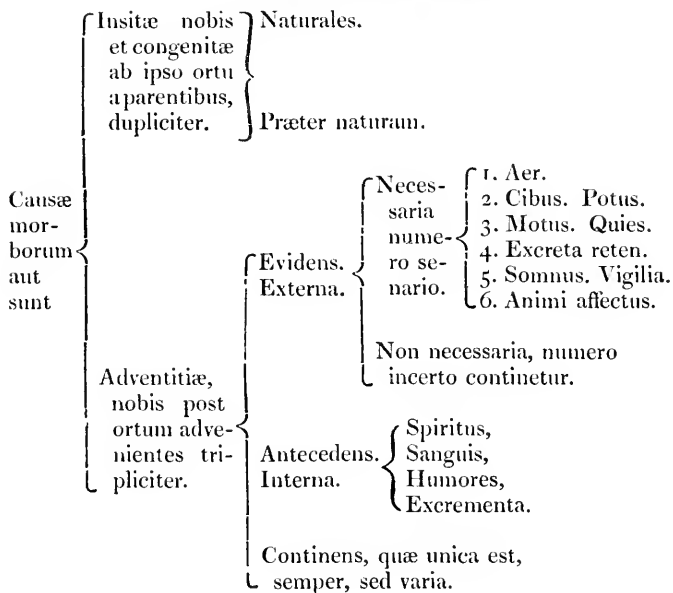 Insitæ nobis
et congenitæ
ab ipso ortu
a parentibus,
dupliciter.
Naturales.
Præter naturam.
Causæ
mor-
borum
aut
sunt
Adventitiæ,
nobis post
ortum adve-
nientes tri-
pliciter.
Evidens.
Externa.
Neces-
saria
nume-
ro se-
nario.
1. Aer.
2. Cibus. Potus.
3. Motus. Quies.
4. Excreta reten.
5. Somnus. Vigilia.
6. Animi affectus.
Non necessaria, numero
incerto continetur.
Antecedens.
Interna.
Spiritus,
Sanguis,
Humores,
Excrementa.
Continens, quæ unica est,
semper, sed varia.